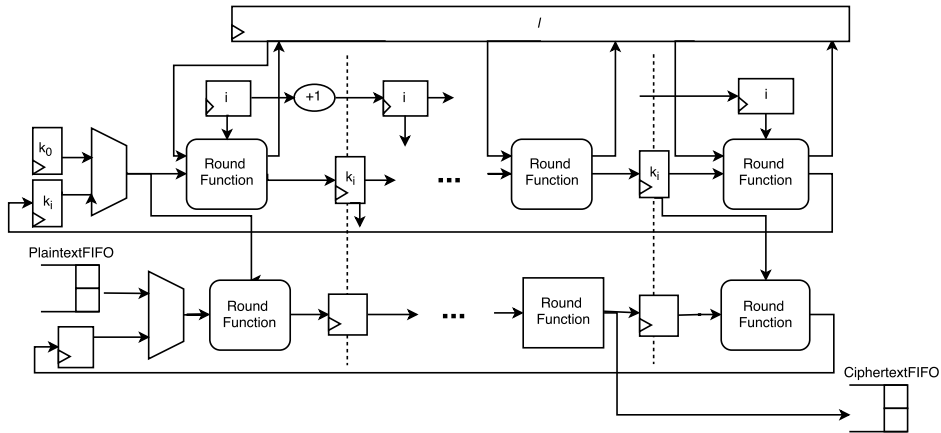 l
i
+1
i
i
k0
ki
Round
Function
ki
...
Round
Function
ki
Round
Function
PlaintextFIFO
Round
Function
...
Round
Function
Round
Function
CiphertextFIFO